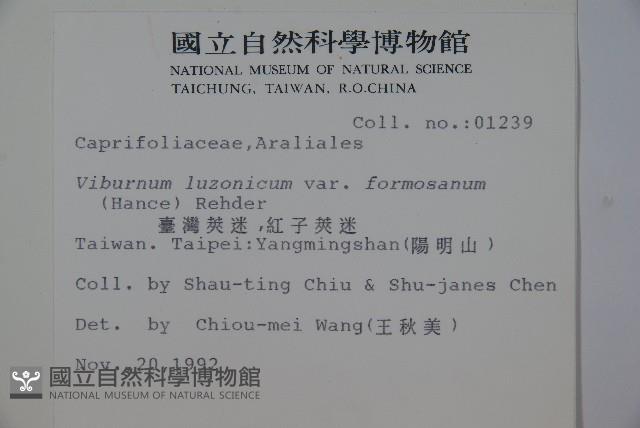 國立自然科學博物館
NATIONAL MUSEUM OF NATURAL SCIENCE
TAICHUNG, TAIWAN, R.O.CHINA
Coll. no.:01239
Caprifoliaceae,Araliales
Viburnum luzonicum var. formosanum
(Hance) Rehder
臺灣莢迷,紅子莢迷
Taiwan. Taipei:Yangmingshan(陽明山)
Coll. by Shau-ting Chiu & Shu-janes Chen
Det. by Chiou-mei Wang(王秋美)
Nov. 20,1992
國立自然科學博物館
NATIONAL MUSEUM OF NATURAL SCIENCE